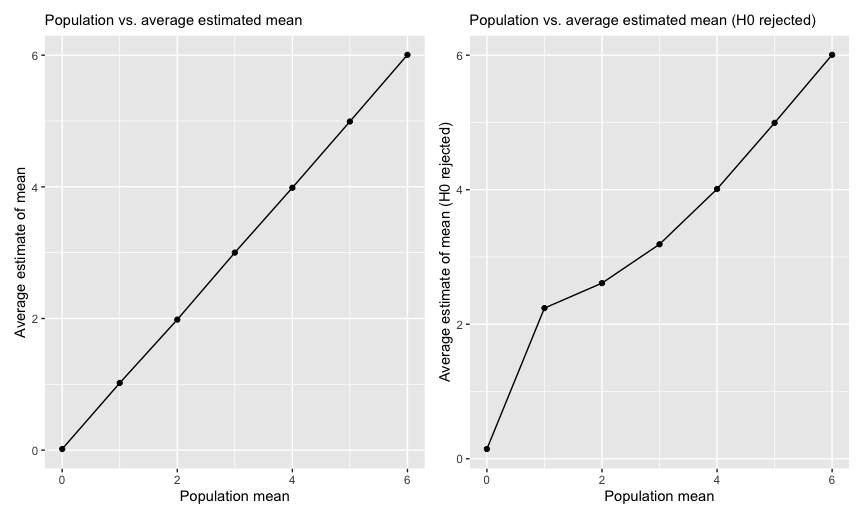 Population vs. average estimated mean
Average estimate of mean
6
4
2
0
0 2 4 6
Population mean
Population vs. average estimated mean (H0 rejected)
Average estimate of mean (H0 rejected)
6
4
2
0
0 2 4 6
Population mean